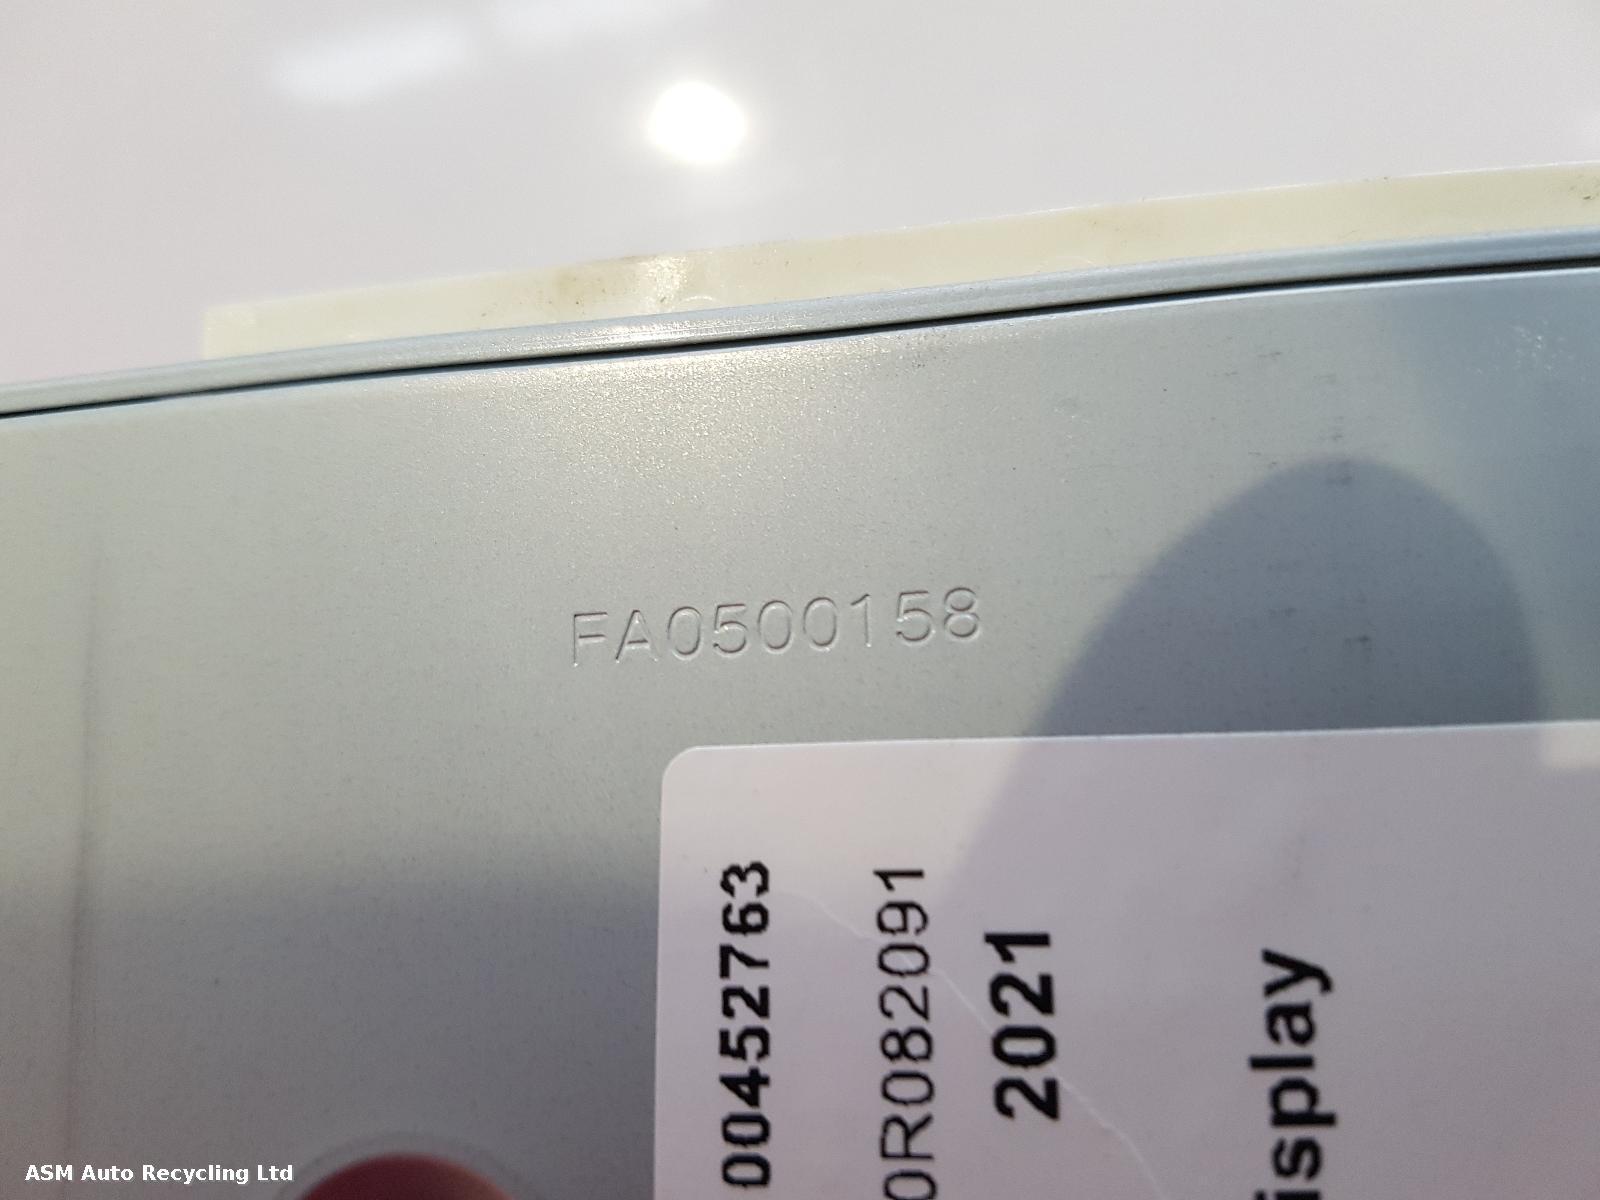 FA0500158
00452763
0R082091
2021
isplay
ASM Auto Recycling Ltd